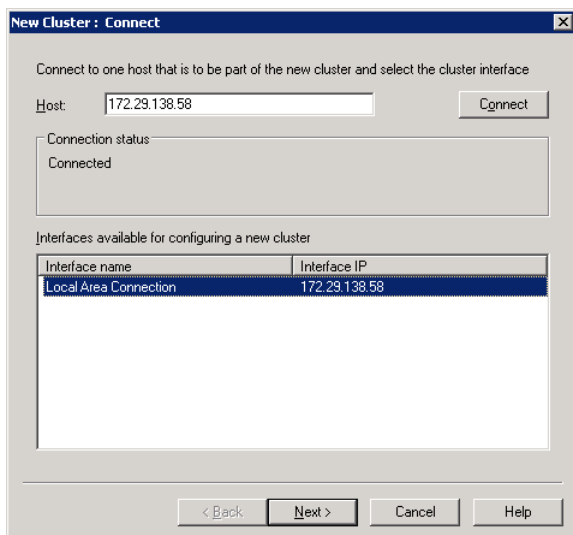 New Cluster : Connect
Connect to one host that is to be part of the new cluster and select the cluster interface
Host: 172.29.138.58 Connect
Connection status
Connected
Interfaces available for configuring a new cluster
Interface name Interface IP
Local Area Connection 172.29.138.58
< Back Next > Cancel Help